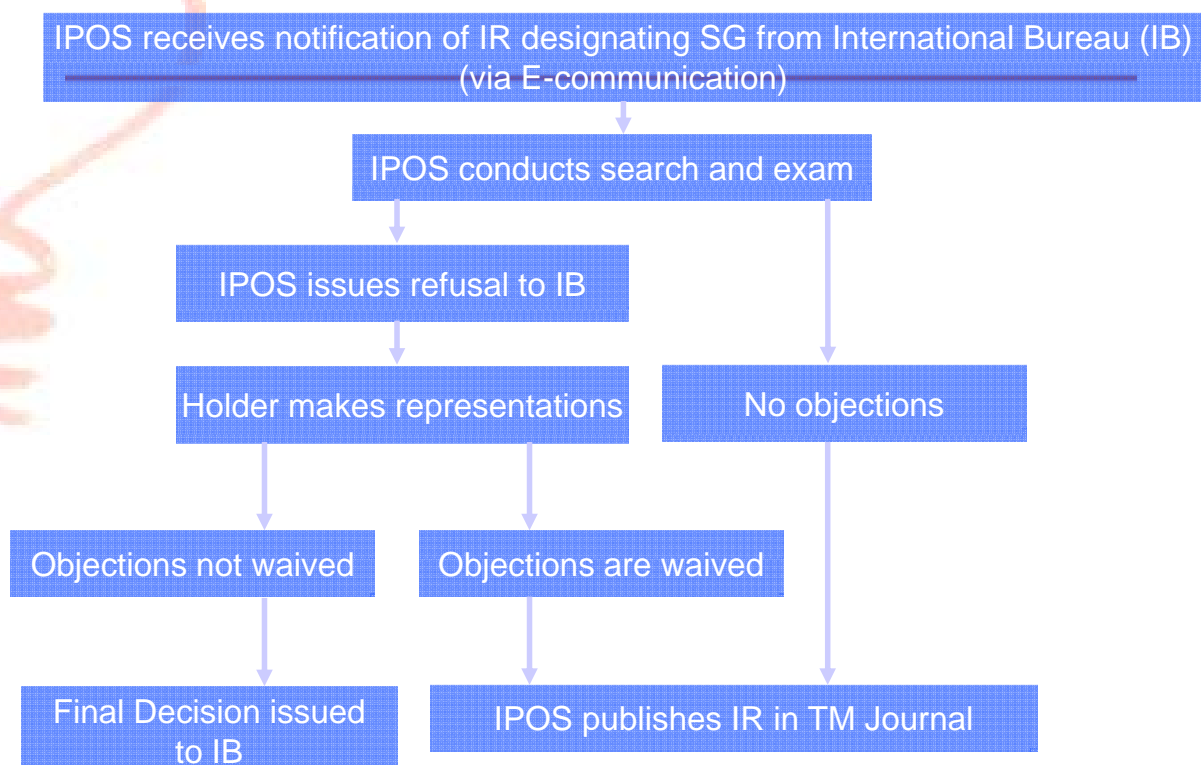 IPOS receives notification of IR designating SG from International Bureau (IB)
(via E-communication)
IPOS conducts search and exam
IPOS issues refusal to IB
Holder makes representations
No objections
Objections not waived
Objections are waived
Final Decision issued
to IB
IPOS publishes IR in TM Journal